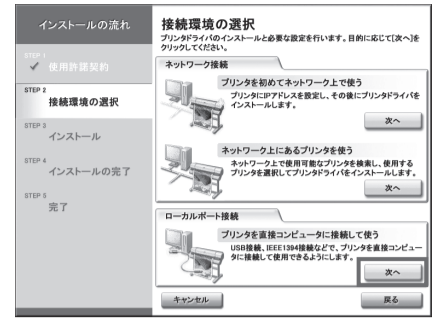 インストールの流れ
STEP 1
使用許諾契約
STEP 2
接続環境の選択
STEP 3
インストール
STEP 4
インストールの完了
STEP 5
完了
接続環境の選択
プリンタドライバのインストールと必要な設定を行います。目的に応じて[次へ]を
クリックしてください。
ネットワーク接続
プリンタを初めてネットワーク上で使う
プリンタにIPアドレスを設定し、その後にプリンタドライバを
インストールします。
次へ
ネットワーク上にあるプリンタを使う
ネットワーク上で使用可能なプリンタを検索し、使用する
プリンタを選択してプリンタドライバをインストールします。
次へ
ローカルポート接続
プリンタを直接コンピュータに接続して使う
USB接続、IEEE1394接続などで、プリンタを直接コンピュー
タに接続して使用できるようにします。
次へ
キャンセル
戻る